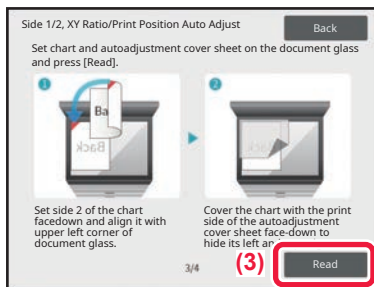 Side 1/2, XY Ratio/Print Position Auto Adjust
Back
Set chart and autoadjustment cover sheet on the document glass
and press [Read].
1
2
Ba
Back
Back
Set side 2 of the chart
facedown and align it with
upper left corner of
document glass.
Cover the chart with the print
side of the autoadjustment
cover sheet face-down to
hide its left an
3/4
(3)
Read